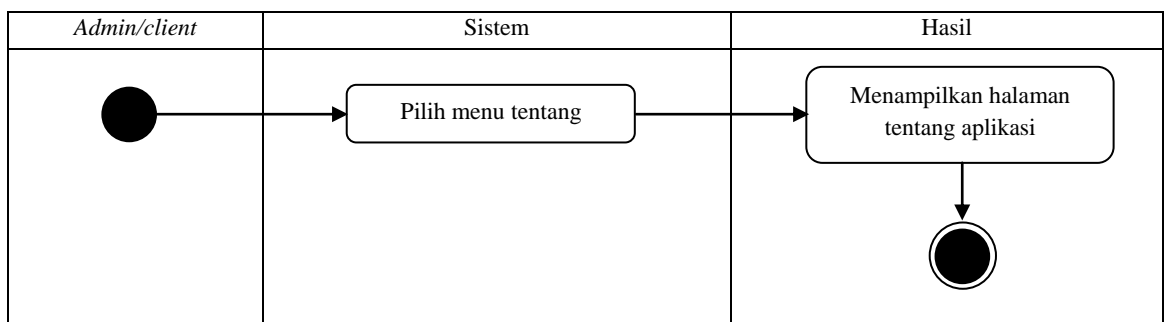 Admin/client
Sistem
Hasil
Pilih menu tentang
Menampilkan halaman
tentang aplikasi